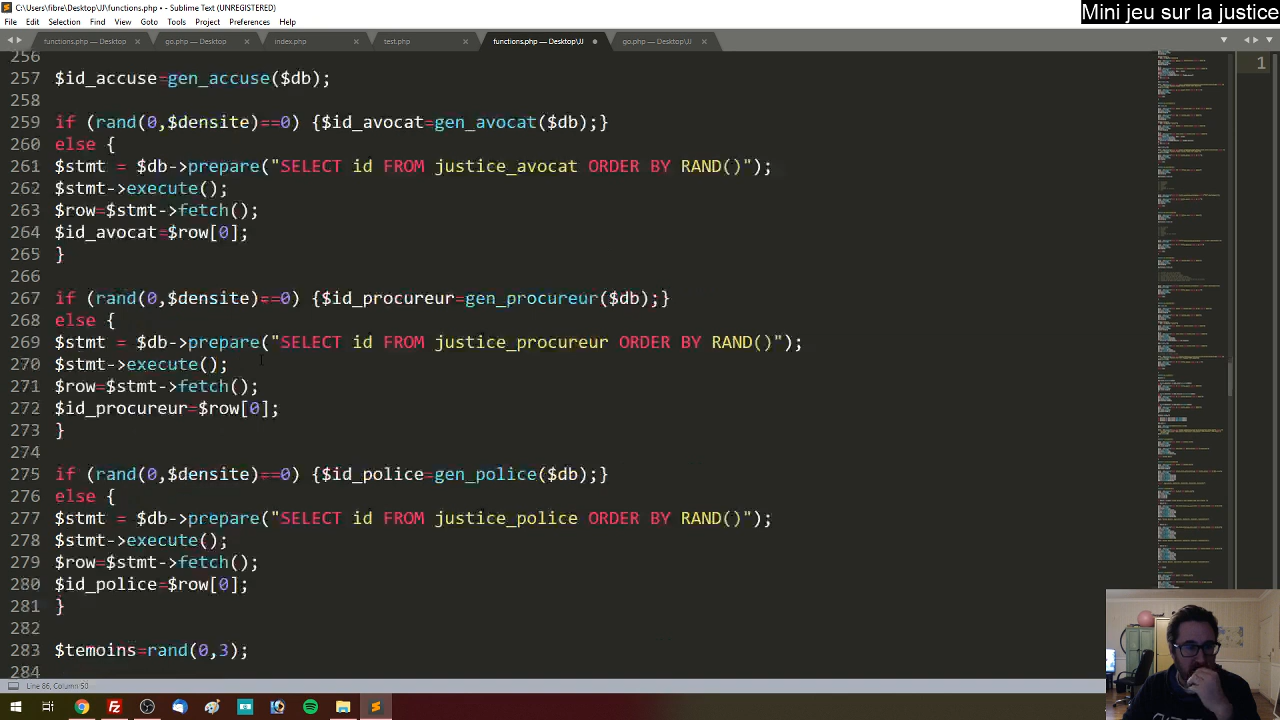 C:\Users\fibre\Desktop\JJ\functions.php • - Sublime Text (UNREGISTERED)
Mini jeu sur la justice
File Edit Selection Find View Goto Tools Project Preferences Help
functions.php — Desktop × go.php — Desktop × index.php × test.php × functions.php — Desktop\JJ • go.php — Desktop\JJ ×
256
257 $id_accuse=gen_accuse($db);
258
259 if (rand(0,$densite)==0) {$id_avocat=gen_avocat($db);}
260 else {
261 $stmt = $db->prepare("SELECT id FROM justice_avocat ORDER BY RAND()");
262 $stmt->execute();
263 $row=$stmt->fetch();
264 $id_avocat=$row[0];
265 }
266
267 if (rand(0,$densite)==0) {$id_procureur=gen_procureur($db);}
268 else {
269 $stmt = $db->prepare("SELECT id FROM justice_procureur ORDER BY RAND()");
270 $stmt->execute();
271 $row=$stmt->fetch();
272 $id_procureur=$row[0];
273 }
274
275 if (rand(0,$densite)==0) {$id_police=gen_police($db);}
276 else {
277 $stmt = $db->prepare("SELECT id FROM justice_police ORDER BY RAND()");
278 $stmt->execute();
279 $row=$stmt->fetch();
280 $id_police=$row[0];
281 }
282
283 $temoins=rand(0,3);
284
1
Line 86, Column 50